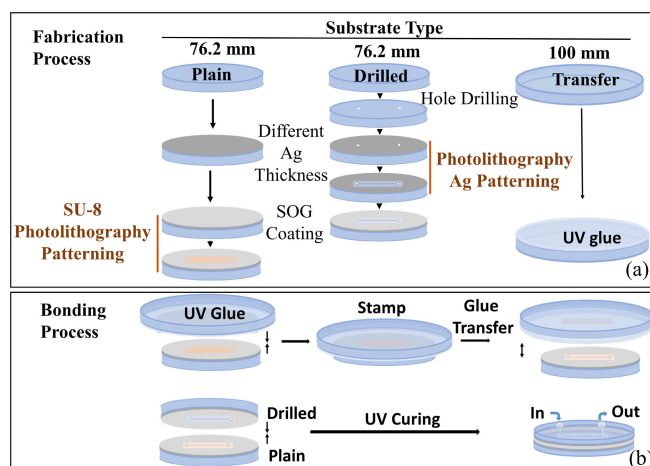 Fabrication
Process
Substrate Type
76.2 mm
76.2 mm
100 mm
Plain
Drilled
Transfer
Hole Drilling
Different
Ag
Thickness
Photolithography
Ag Patterning
SU-8
Photolithography
Patterning
SOG
Coating
UV glue
(a)
Bonding
Process
UV Glue
Stamp
Glue
Transfer
Drilled
Plain
UV Curing
In
Out
(b)